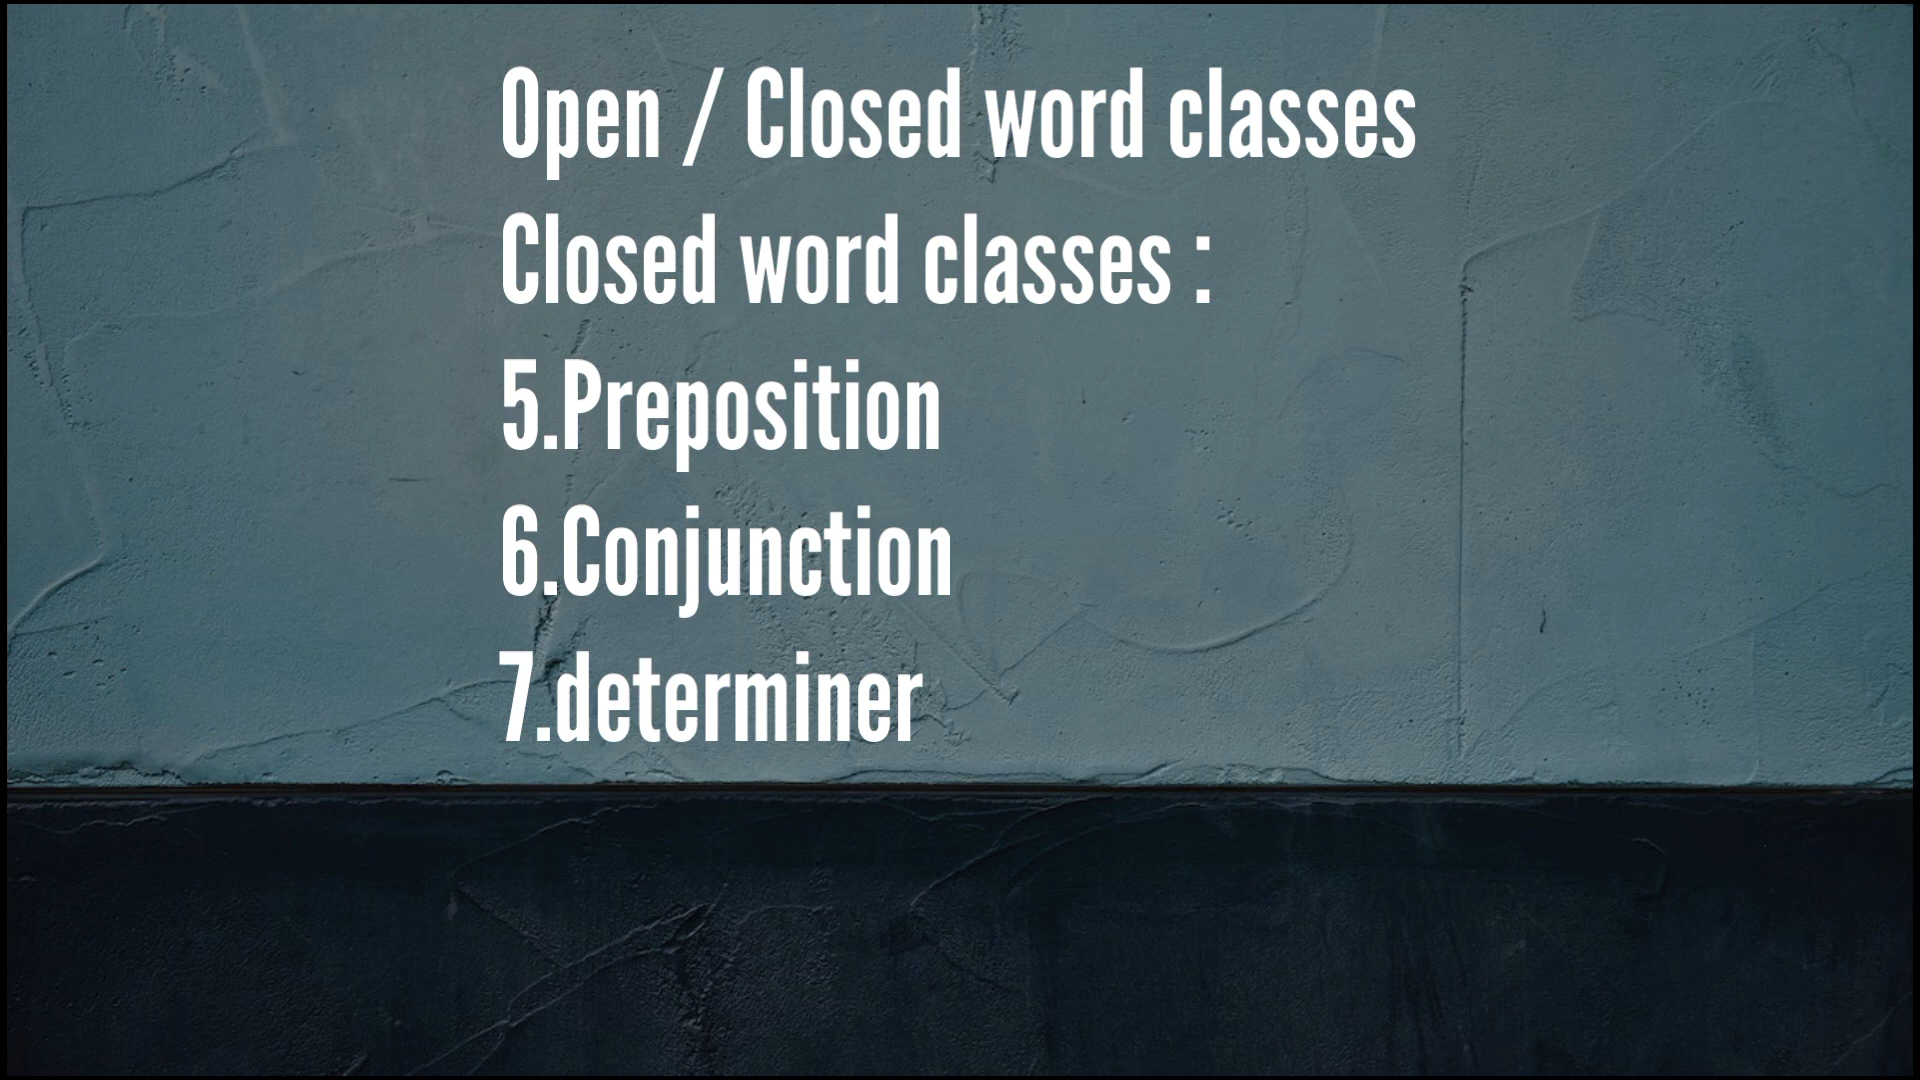 Open / Closed word classes
Closed word classes :
5.Preposition
6.Conjunction
7.determiner